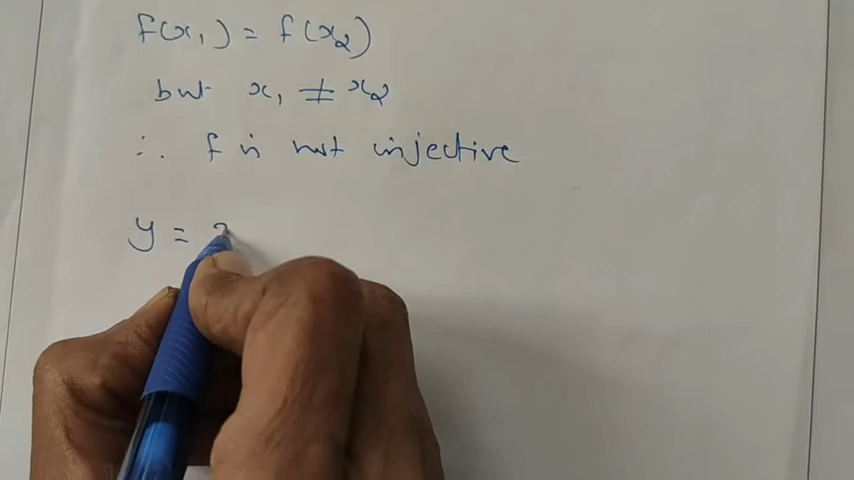 f(x₁) = f(x₂)
but x₁ ≠ x₂
∴ f is not injective
y =